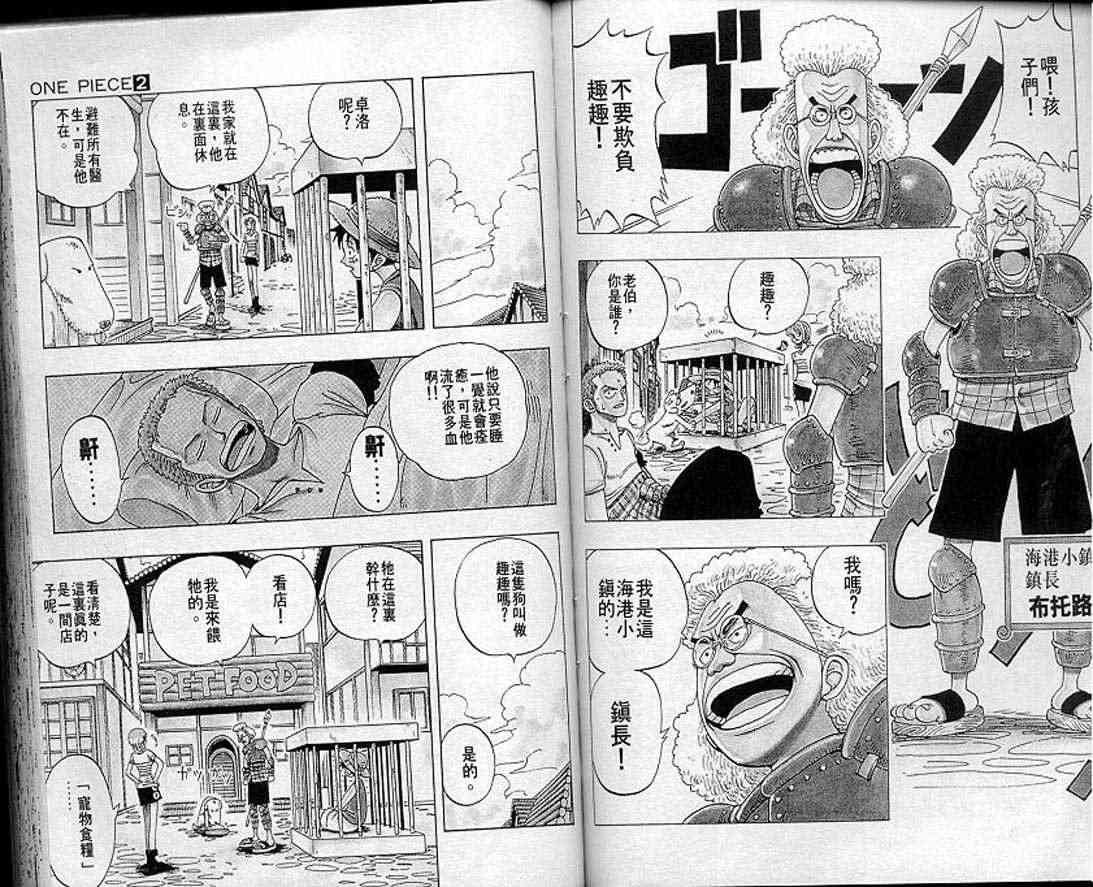 喂！孩
子們！
ゴーン
不要欺負
趣趣！
趣趣？
老伯，
你是誰？
海港小鎮
鎮長
布托路
我嗎？
我是這
海港小
鎮的…
鎮長！
ONE PIECE 2
卓洛
呢？
我家就在
這裏，他
在裏面休
息。
避難所有醫
生，可是他
不在。
他說只要睡
一覺就會痊
癒，可是他
流了很多血
啊!!
鼾……
鼾……
這隻狗叫做
趣趣嗎？
是的。
牠在這裏
幹什麼？
看店！
我是來餵
牠的。
看清楚，
這裏真的
是一間店
子呢。
PET FOOD
「寵物食糧」
……